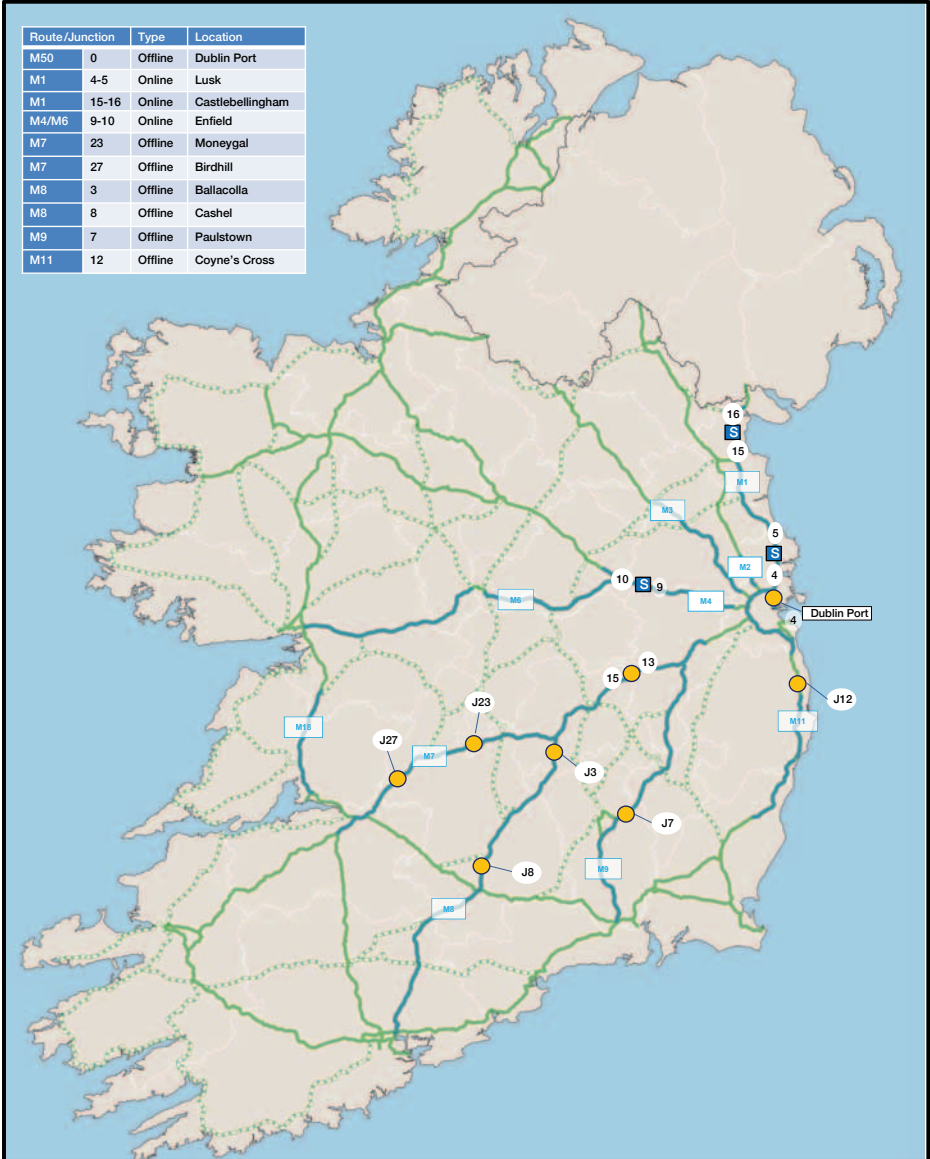 Route/Junction Type Location
M50 0 Offline Dublin Port
M1 4-5 Online Lusk
M1 15-16 Online Castlebellingham
M4/M6 9-10 Online Enfield
M7 23 Offline Moneygal
M7 27 Offline Birdhill
M8 3 Offline Ballacolla
M8 8 Offline Cashel
M9 7 Offline Paulstown
M11 12 Offline Coyne's Cross
16
S
15
M1
M3
5
S
M2
4
10 S 9
M6
M4
Dublin Port
4
13
15
J12
J23
M11
M18
J27
M7
J3
J7
J8
M9
M8